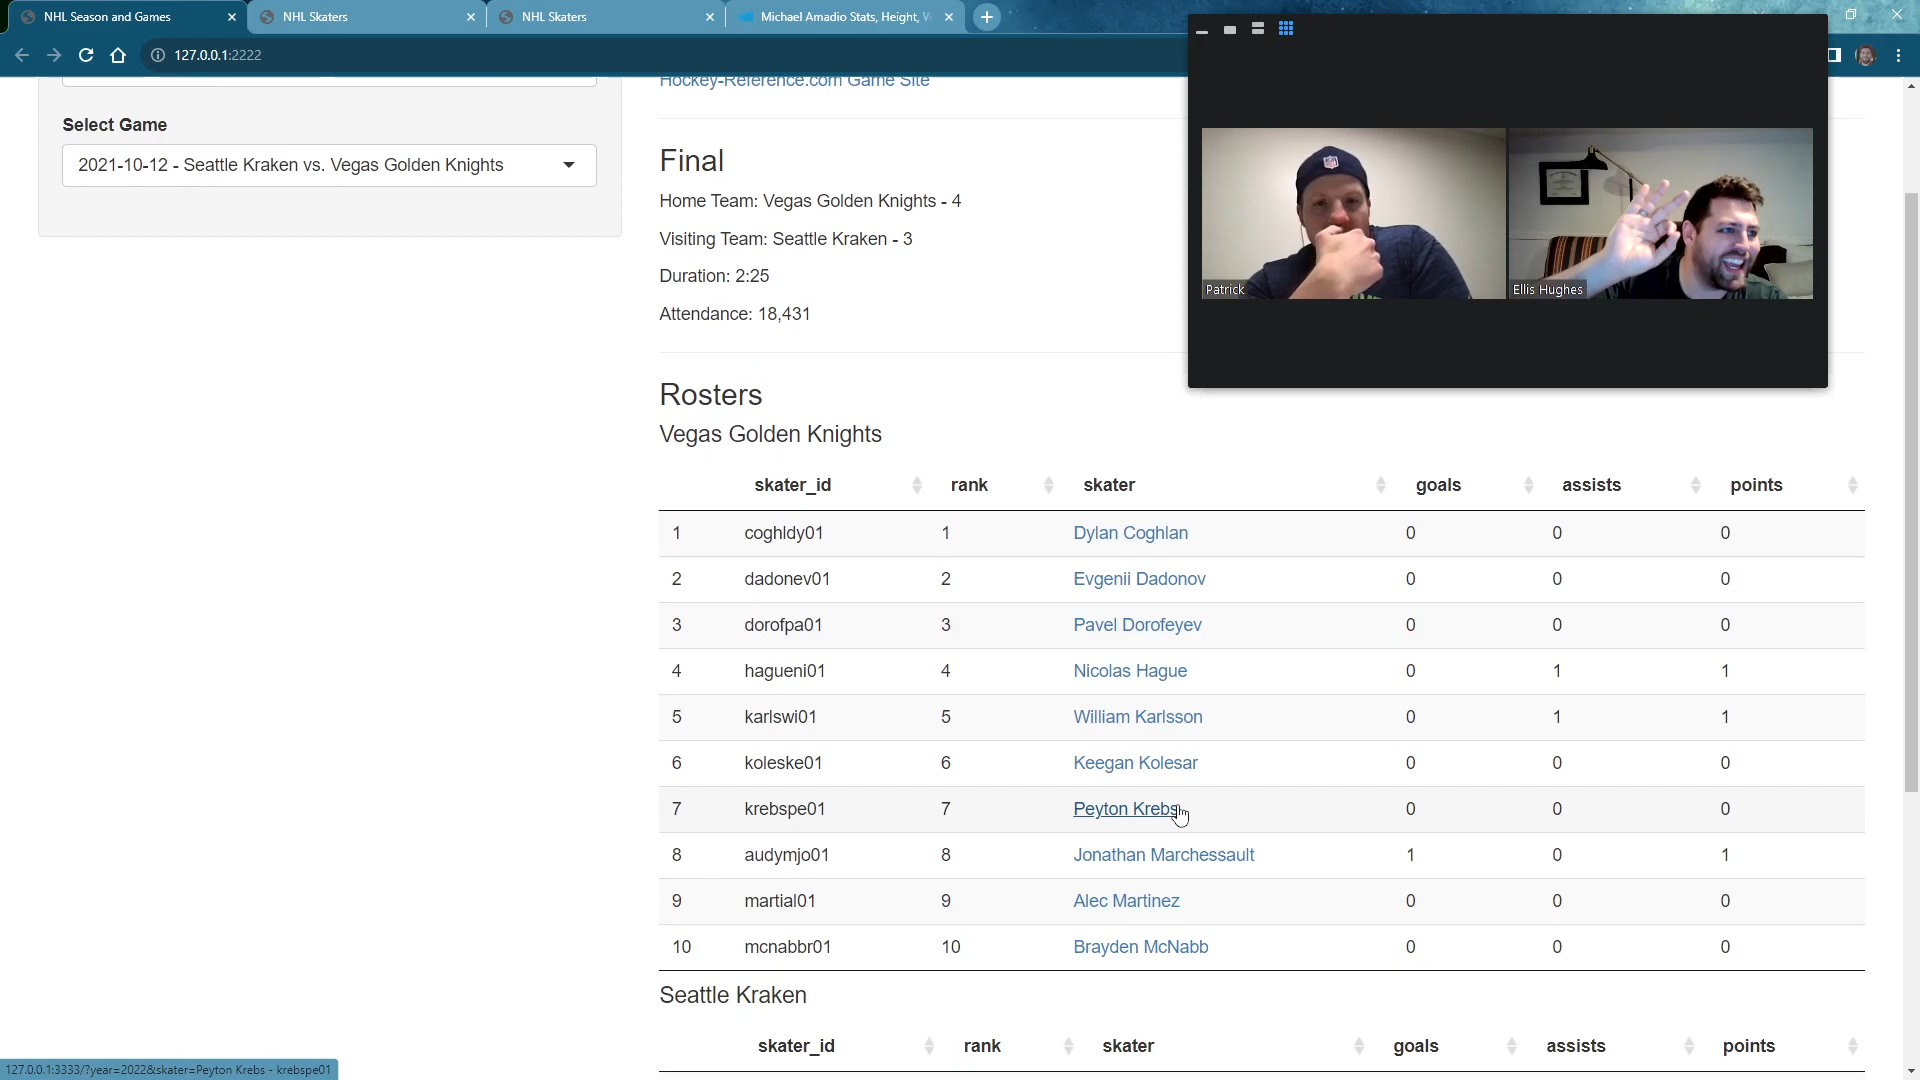 NHL Season and Games
NHL Skaters
NHL Skaters
Michael Amadio Stats, Height, W
127.0.0.1:2222
Hockey-Reference.com Game Site
Select Game
2021-10-12 - Seattle Kraken vs. Vegas Golden Knights
Final
Home Team: Vegas Golden Knights - 4
Visiting Team: Seattle Kraken - 3
Duration: 2:25
Attendance: 18,431
Patrick
Ellis Hughes
Rosters
Vegas Golden Knights
skater_id rank skater goals assists points
1 coghldy01 1 Dylan Coghlan 0 0 0
2 dadonev01 2 Evgenii Dadonov 0 0 0
3 dorofpa01 3 Pavel Dorofeyev 0 0 0
4 hagueni01 4 Nicolas Hague 0 1 1
5 karlswi01 5 William Karlsson 0 1 1
6 koleske01 6 Keegan Kolesar 0 0 0
7 krebspe01 7 Peyton Krebs 0 0 0
8 audymjo01 8 Jonathan Marchessault 1 0 1
9 martial01 9 Alec Martinez 0 0 0
10 mcnabbr01 10 Brayden McNabb 0 0 0
Seattle Kraken
skater_id rank skater goals assists points
127.0.0.1:3333/?year=2022&skater=Peyton Krebs - krebspe01